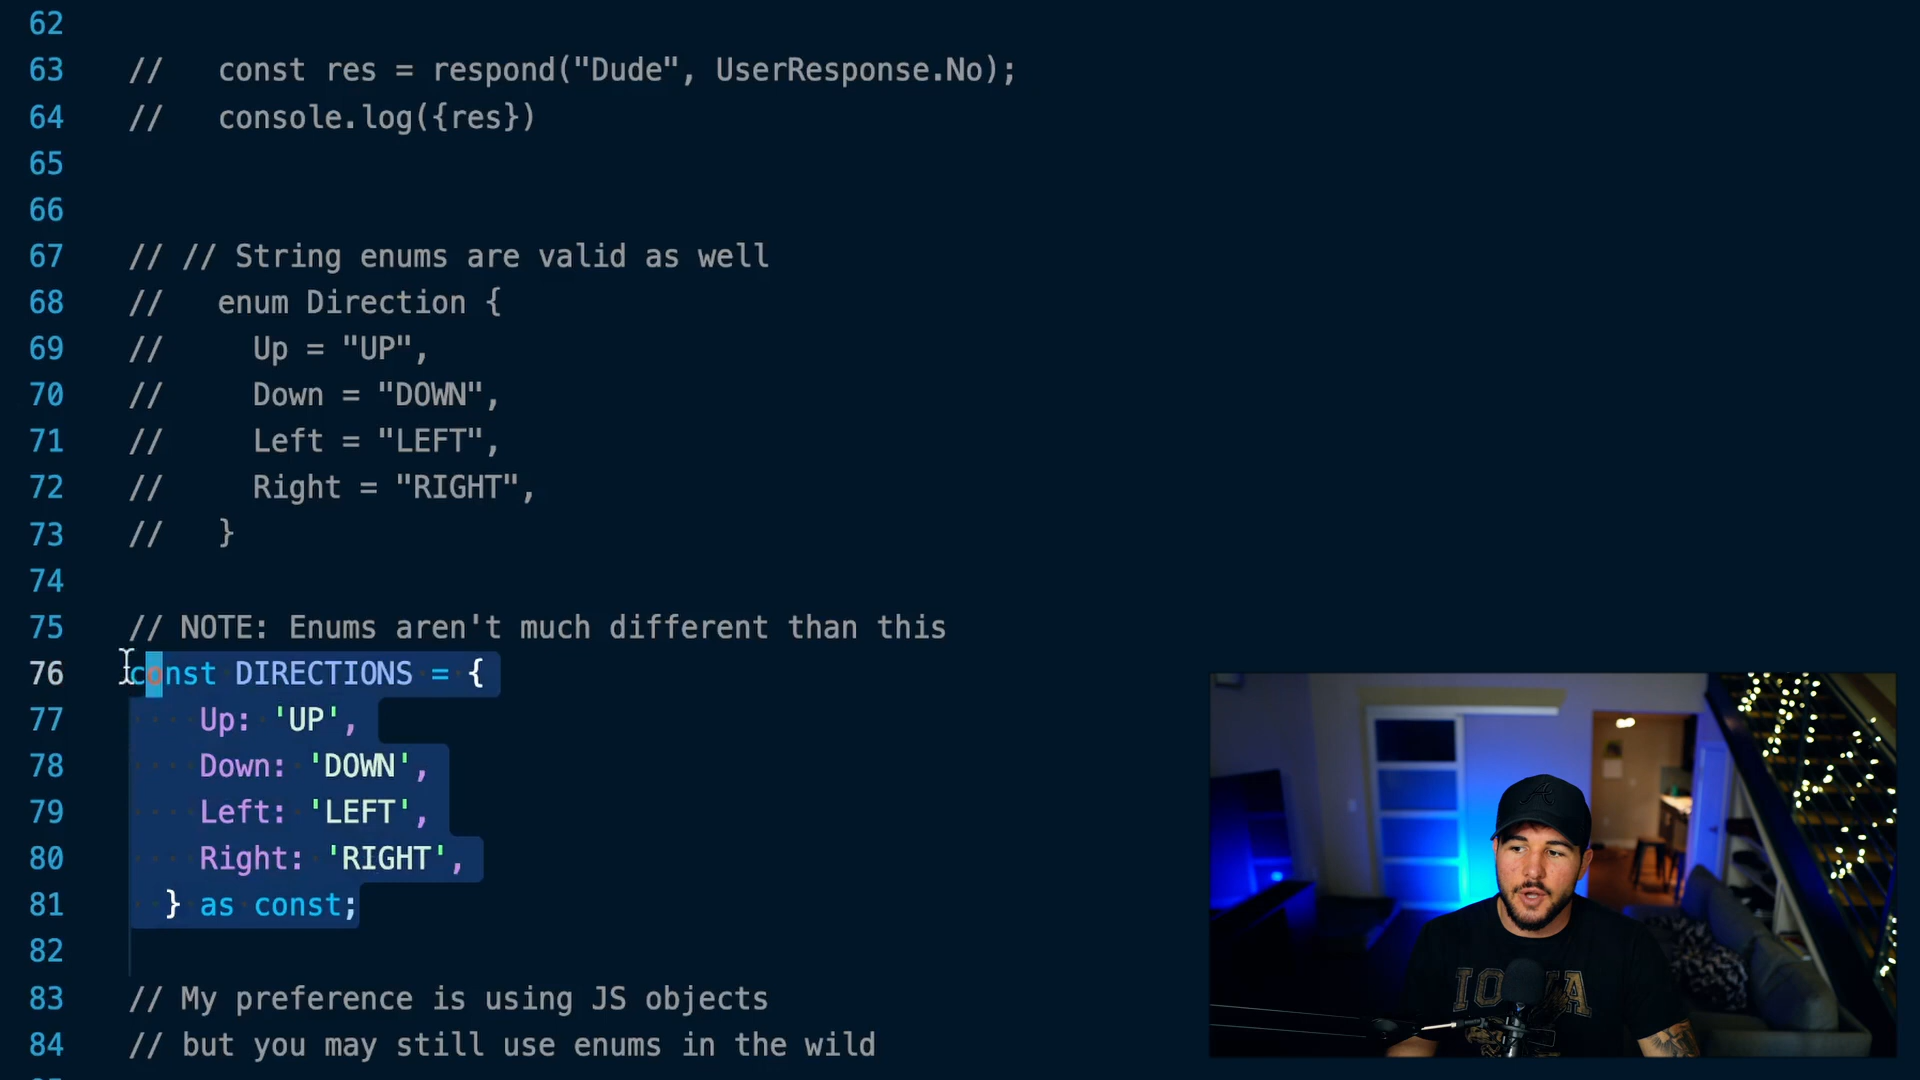 62
63 // const res = respond("Dude", UserResponse.No);
64 // console.log({res})
65
66
67 // // String enums are valid as well
68 // enum Direction {
69 // Up = "UP",
70 // Down = "DOWN",
71 // Left = "LEFT",
72 // Right = "RIGHT",
73 // }
74
75 // NOTE: Enums aren't much different than this
76 const DIRECTIONS = {
77 Up: 'UP',
78 Down: 'DOWN',
79 Left: 'LEFT',
80 Right: 'RIGHT',
81 } as const;
82
83 // My preference is using JS objects
84 // but you may still use enums in the wild
IOWA